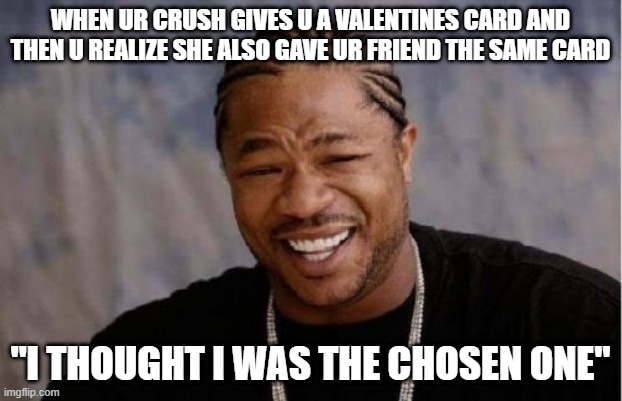 WHEN UR CRUSH GIVES U A VALENTINES CARD AND
THEN U REALIZE SHE ALSO GAVE UR FRIEND THE SAME CARD
"I THOUGHT I WAS THE CHOSEN ONE"
imgflip.com